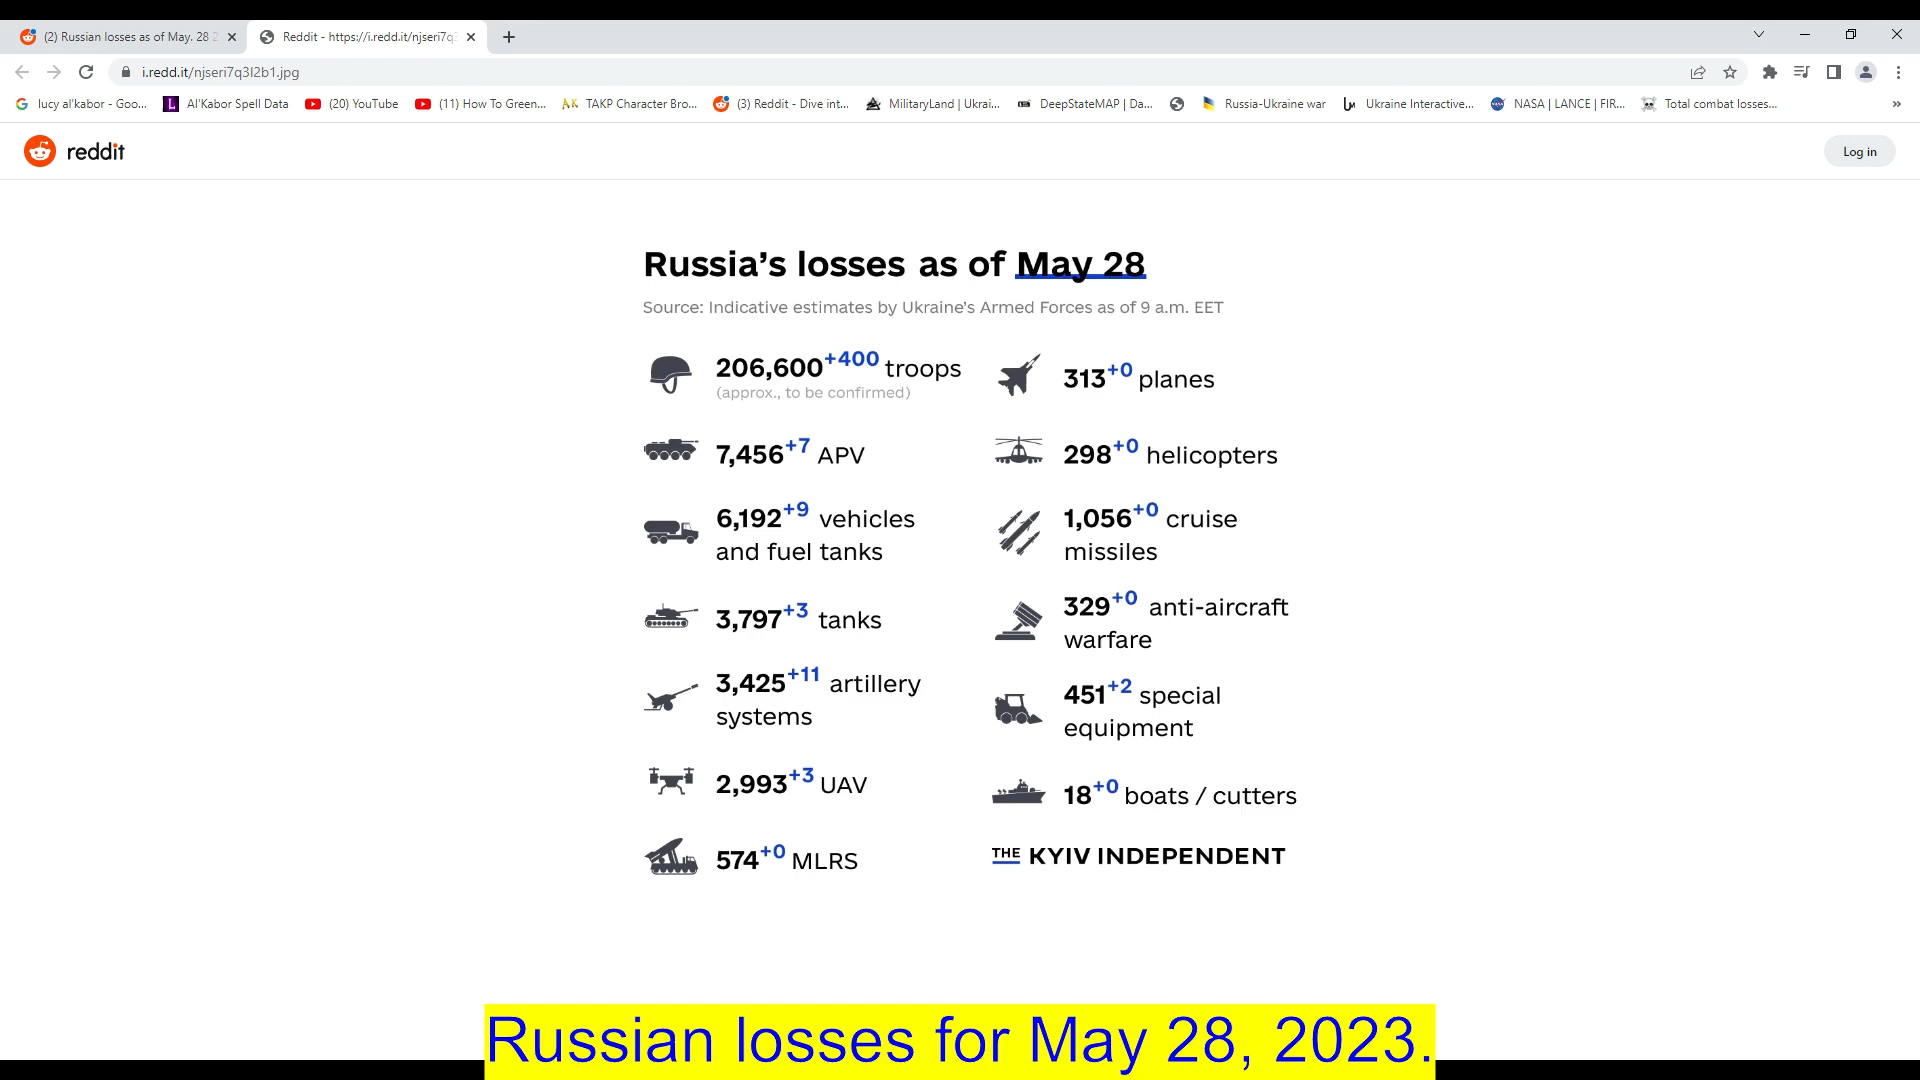 (2) Russian losses as of May. 28 2
Reddit - https://i.redd.it/njseri7q3
i.redd.it/njseri7q3l2b1.jpg
lucy al'kabor - Goo...
Al'Kabor Spell Data
(20) YouTube
(11) How To Green...
TAKP Character Bro...
(3) Reddit - Dive int...
MilitaryLand | Ukrai...
DeepStateMAP | Da...
Russia-Ukraine war
Ukraine Interactive...
NASA | LANCE | FIR...
Total combat losses...
»
reddit
Log in
Russia's losses as of May 28
Source: Indicative estimates by Ukraine's Armed Forces as of 9 a.m. EET
206,600+400 troops
(approx., to be confirmed)
7,456+7 APV
6,192+9 vehicles
and fuel tanks
3,797+3 tanks
3,425+11 artillery
systems
2,993+3 UAV
574+0 MLRS
313+0 planes
298+0 helicopters
1,056+0 cruise
missiles
329+0 anti-aircraft
warfare
451+2 special
equipment
18+0 boats / cutters
THE KYIV INDEPENDENT
Russian losses for May 28, 2023.